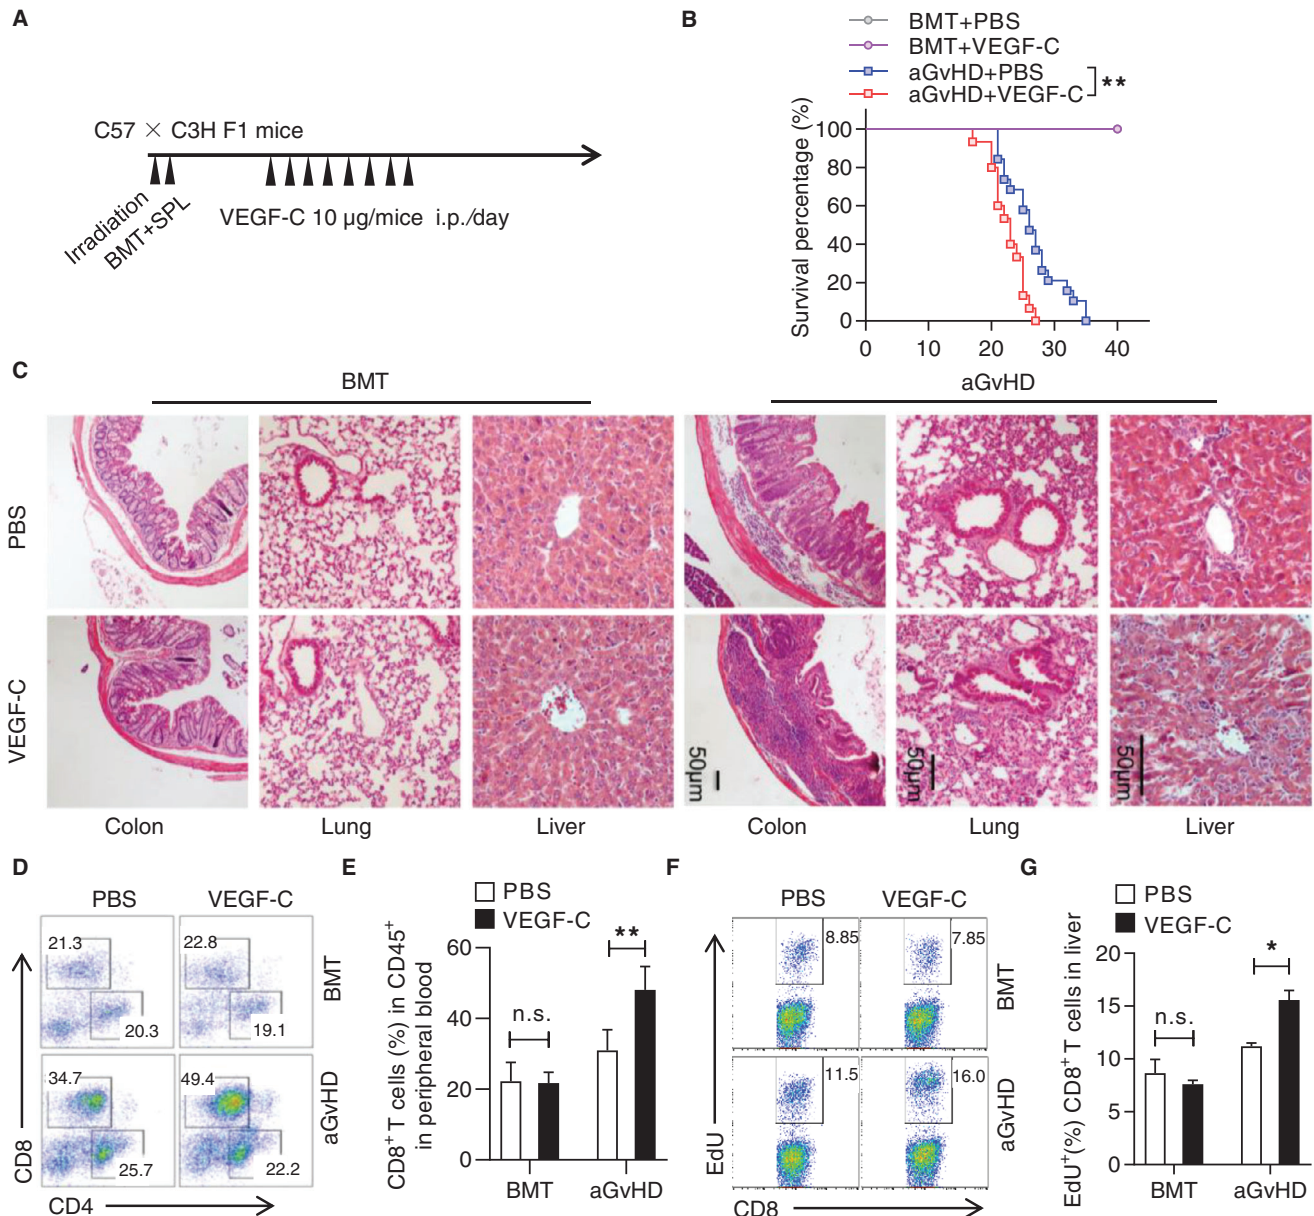 A
C57 × C3H F1 mice
Irradiation
BMT+SPL
VEGF-C 10 µg/mice i.p./day
B
BMT+PBS
BMT+VEGF-C
aGvHD+PBS
aGvHD+VEGF-C
**
Survival percentage (%)
100
80
60
40
20
0
0 10 20 30 40
aGvHD
C
BMT
PBS
VEGF-C
50µm
50µm
50µm
Colon Lung Liver Colon Lung Liver
D
PBS VEGF-C
21.3
20.3
22.8
19.1
BMT
34.7
25.7
49.4
22.2
aGvHD
CD8
CD4
E
PBS
VEGF-C
CD8+ T cells (%) in CD45+
in peripheral blood
60
40
20
0
n.s.
**
BMT aGvHD
F
PBS VEGF-C
8.85
7.85
BMT
11.5
16.0
aGvHD
EdU
CD8
G
PBS
VEGF-C
EdU+(%) CD8+ T cells in liver
20
15
10
5
0
n.s.
*
BMT aGvHD